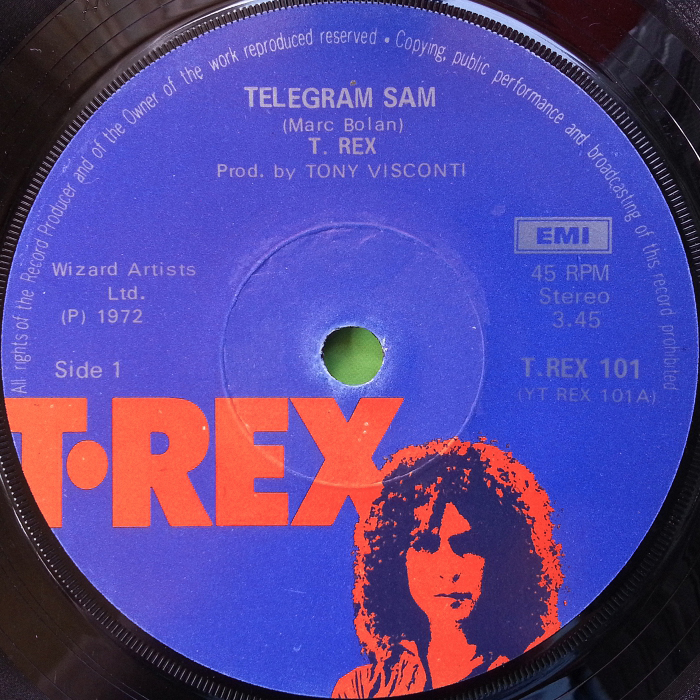 All rights of the Record Producer and of the Owner of the work reproduced reserved • Copying, public performance and broadcasting of this record prohibited
TELEGRAM SAM
(Marc Bolan)
T. REX
Prod. by TONY VISCONTI
EMI
Wizard Artists
Ltd.
(P) 1972
45 RPM
Stereo
3.45
Side 1
T.REX 101
(YT REX 101A)
T•REX